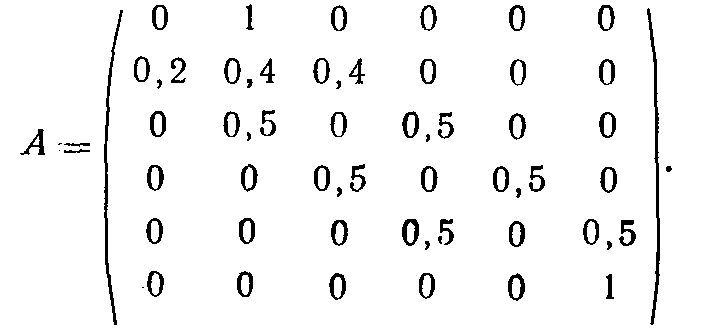 0 1 0 0 0 0
0,2 0,4 0,4 0 0 0
0 0,5 0 0,5 0 0
A = 0 0 0,5 0 0,5 0 .
0 0 0 0,5 0 0,5
0 0 0 0 0 1